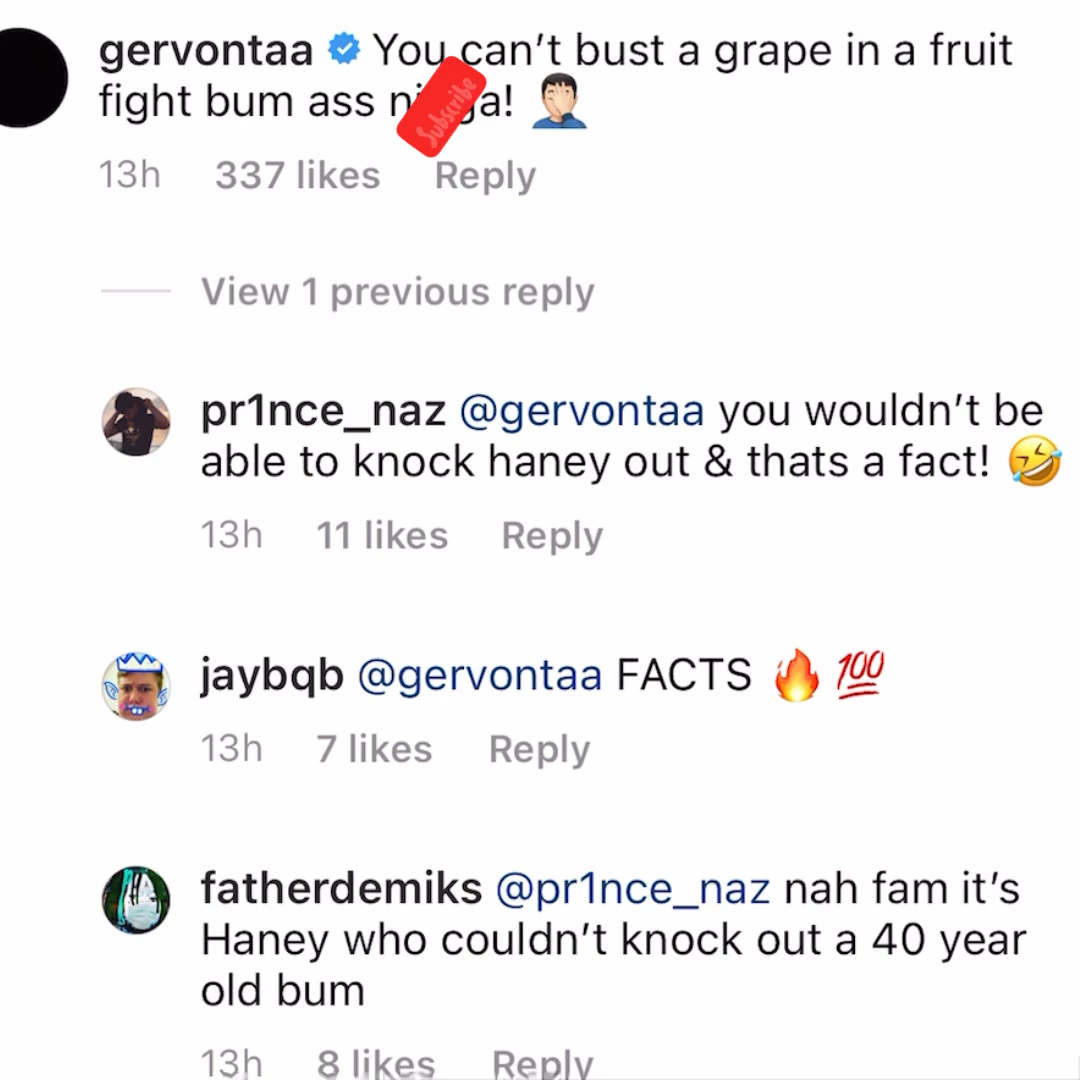 gervontaa You can't bust a grape in a fruit
fight bum ass ni ga!
Subscribe
13h 337 likes Reply
View 1 previous reply
pr1nce_naz @gervontaa you wouldn't be
able to knock haney out & thats a fact! 🤣
13h 11 likes Reply
jaybqb @gervontaa FACTS 🔥 💯
13h 7 likes Reply
fatherdemiks @pr1nce_naz nah fam it's
Haney who couldn't knock out a 40 year
old bum
13h 8 likes Reply